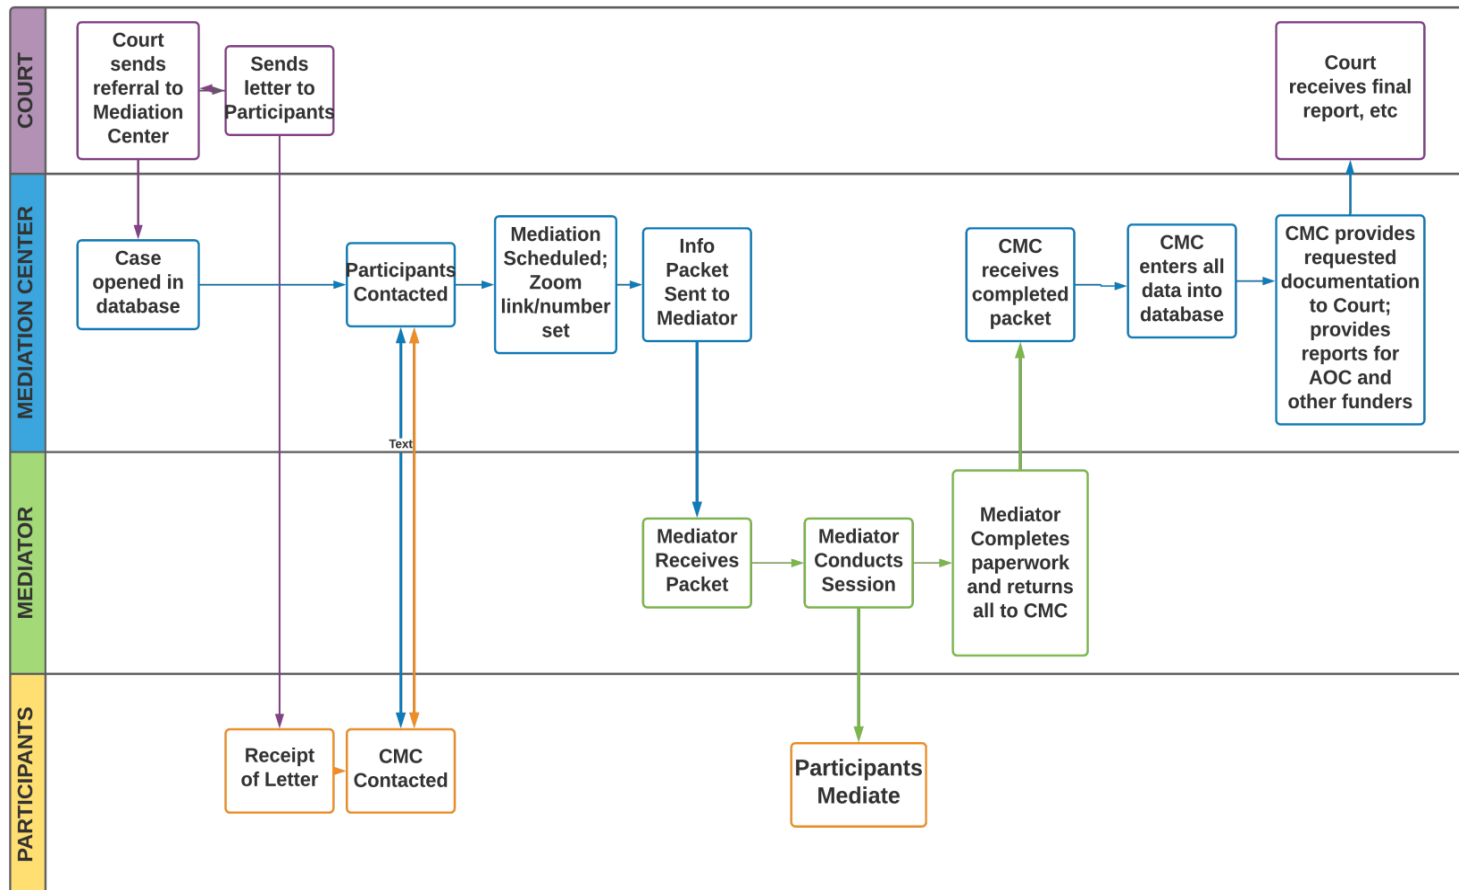 COURT
Court
sends
referral to
Mediation
Center
Sends
letter to
Participants
Court
receives final
report, etc
MEDIATION CENTER
Case
opened in
database
Participants
Contacted
Mediation
Scheduled;
Zoom
link/number
set
Info
Packet
Sent to
Mediator
CMC
receives
completed
packet
CMC
enters all
data into
database
CMC provides
requested
documentation
to Court;
provides
reports for
AOC and
other funders
Text
MEDIATOR
Mediator
Receives
Packet
Mediator
Conducts
Session
Mediator
Completes
paperwork
and returns
all to CMC
PARTICIPANTS
Receipt
of Letter
CMC
Contacted
Participants
Mediate